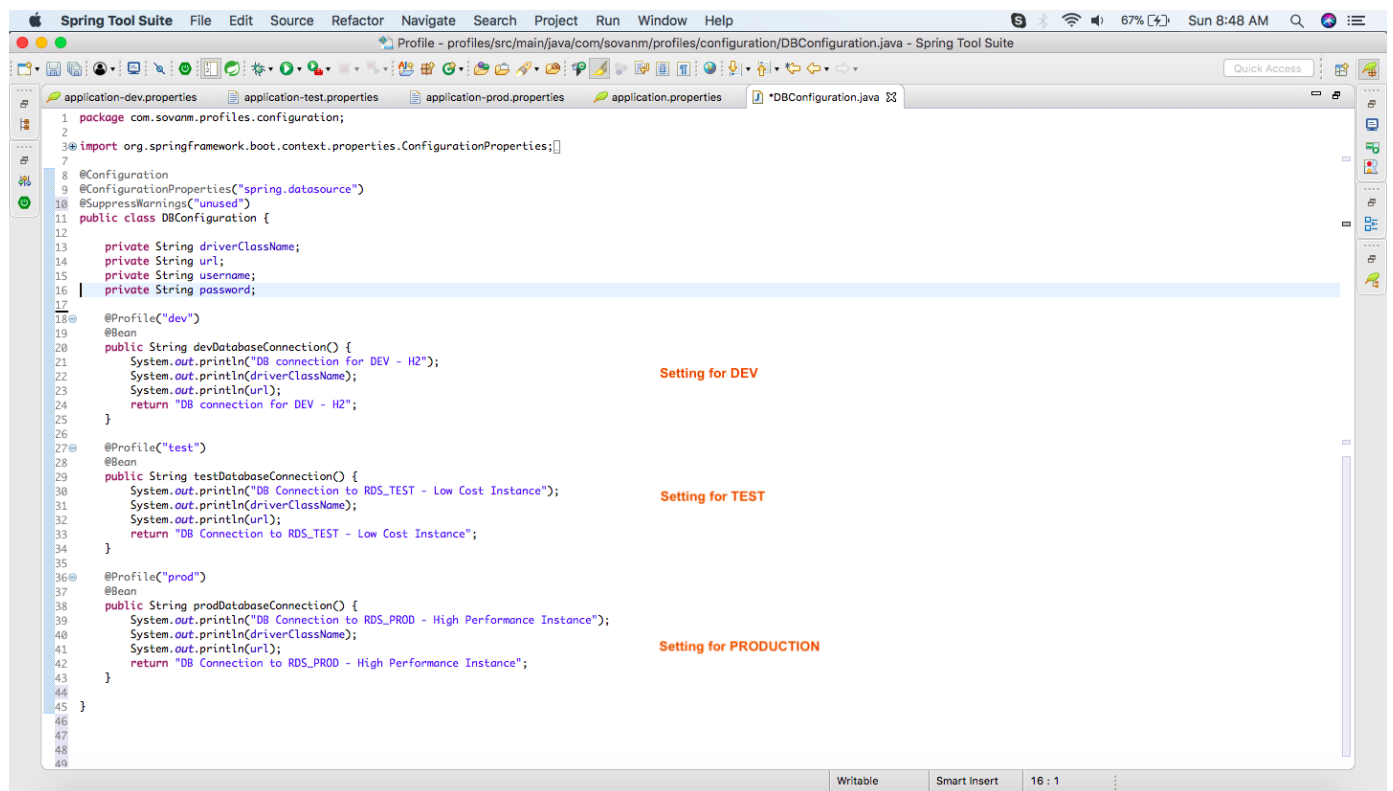 Spring Tool Suite File Edit Source Refactor Navigate Search Project Run Window Help 67% Sun 8:48 AM
Profile - profiles/src/main/java/com/sovanm/profiles/configuration/DBConfiguration.java - Spring Tool Suite
Quick Access
application-dev.properties application-test.properties application-prod.properties application.properties *DBConfiguration.java
1 package com.sovanm.profiles.configuration;
2
3 import org.springframework.boot.context.properties.ConfigurationProperties;
7
8 @Configuration
9 @ConfigurationProperties("spring.datasource")
10 @SuppressWarnings("unused")
11 public class DBConfiguration {
12
13     private String driverClassName;
14     private String url;
15     private String username;
16     private String password;
17
18     @Profile("dev")
19     @Bean
20     public String devDatabaseConnection() {
21         System.out.println("DB connection for DEV - H2");
22         System.out.println(driverClassName); Setting for DEV
23         System.out.println(url);
24         return "DB connection for DEV - H2";
25     }
26
27     @Profile("test")
28     @Bean
29     public String testDatabaseConnection() {
30         System.out.println("DB Connection to RDS_TEST - Low Cost Instance"); Setting for TEST
31         System.out.println(driverClassName);
32         System.out.println(url);
33         return "DB Connection to RDS_TEST - Low Cost Instance";
34     }
35
36     @Profile("prod")
37     @Bean
38     public String prodDatabaseConnection() {
39         System.out.println("DB Connection to RDS_PROD - High Performance Instance");
40         System.out.println(driverClassName);
41         System.out.println(url); Setting for PRODUCTION
42         return "DB Connection to RDS_PROD - High Performance Instance";
43     }
44
45 }
46
47
48
49
Writable Smart Insert 16 : 1